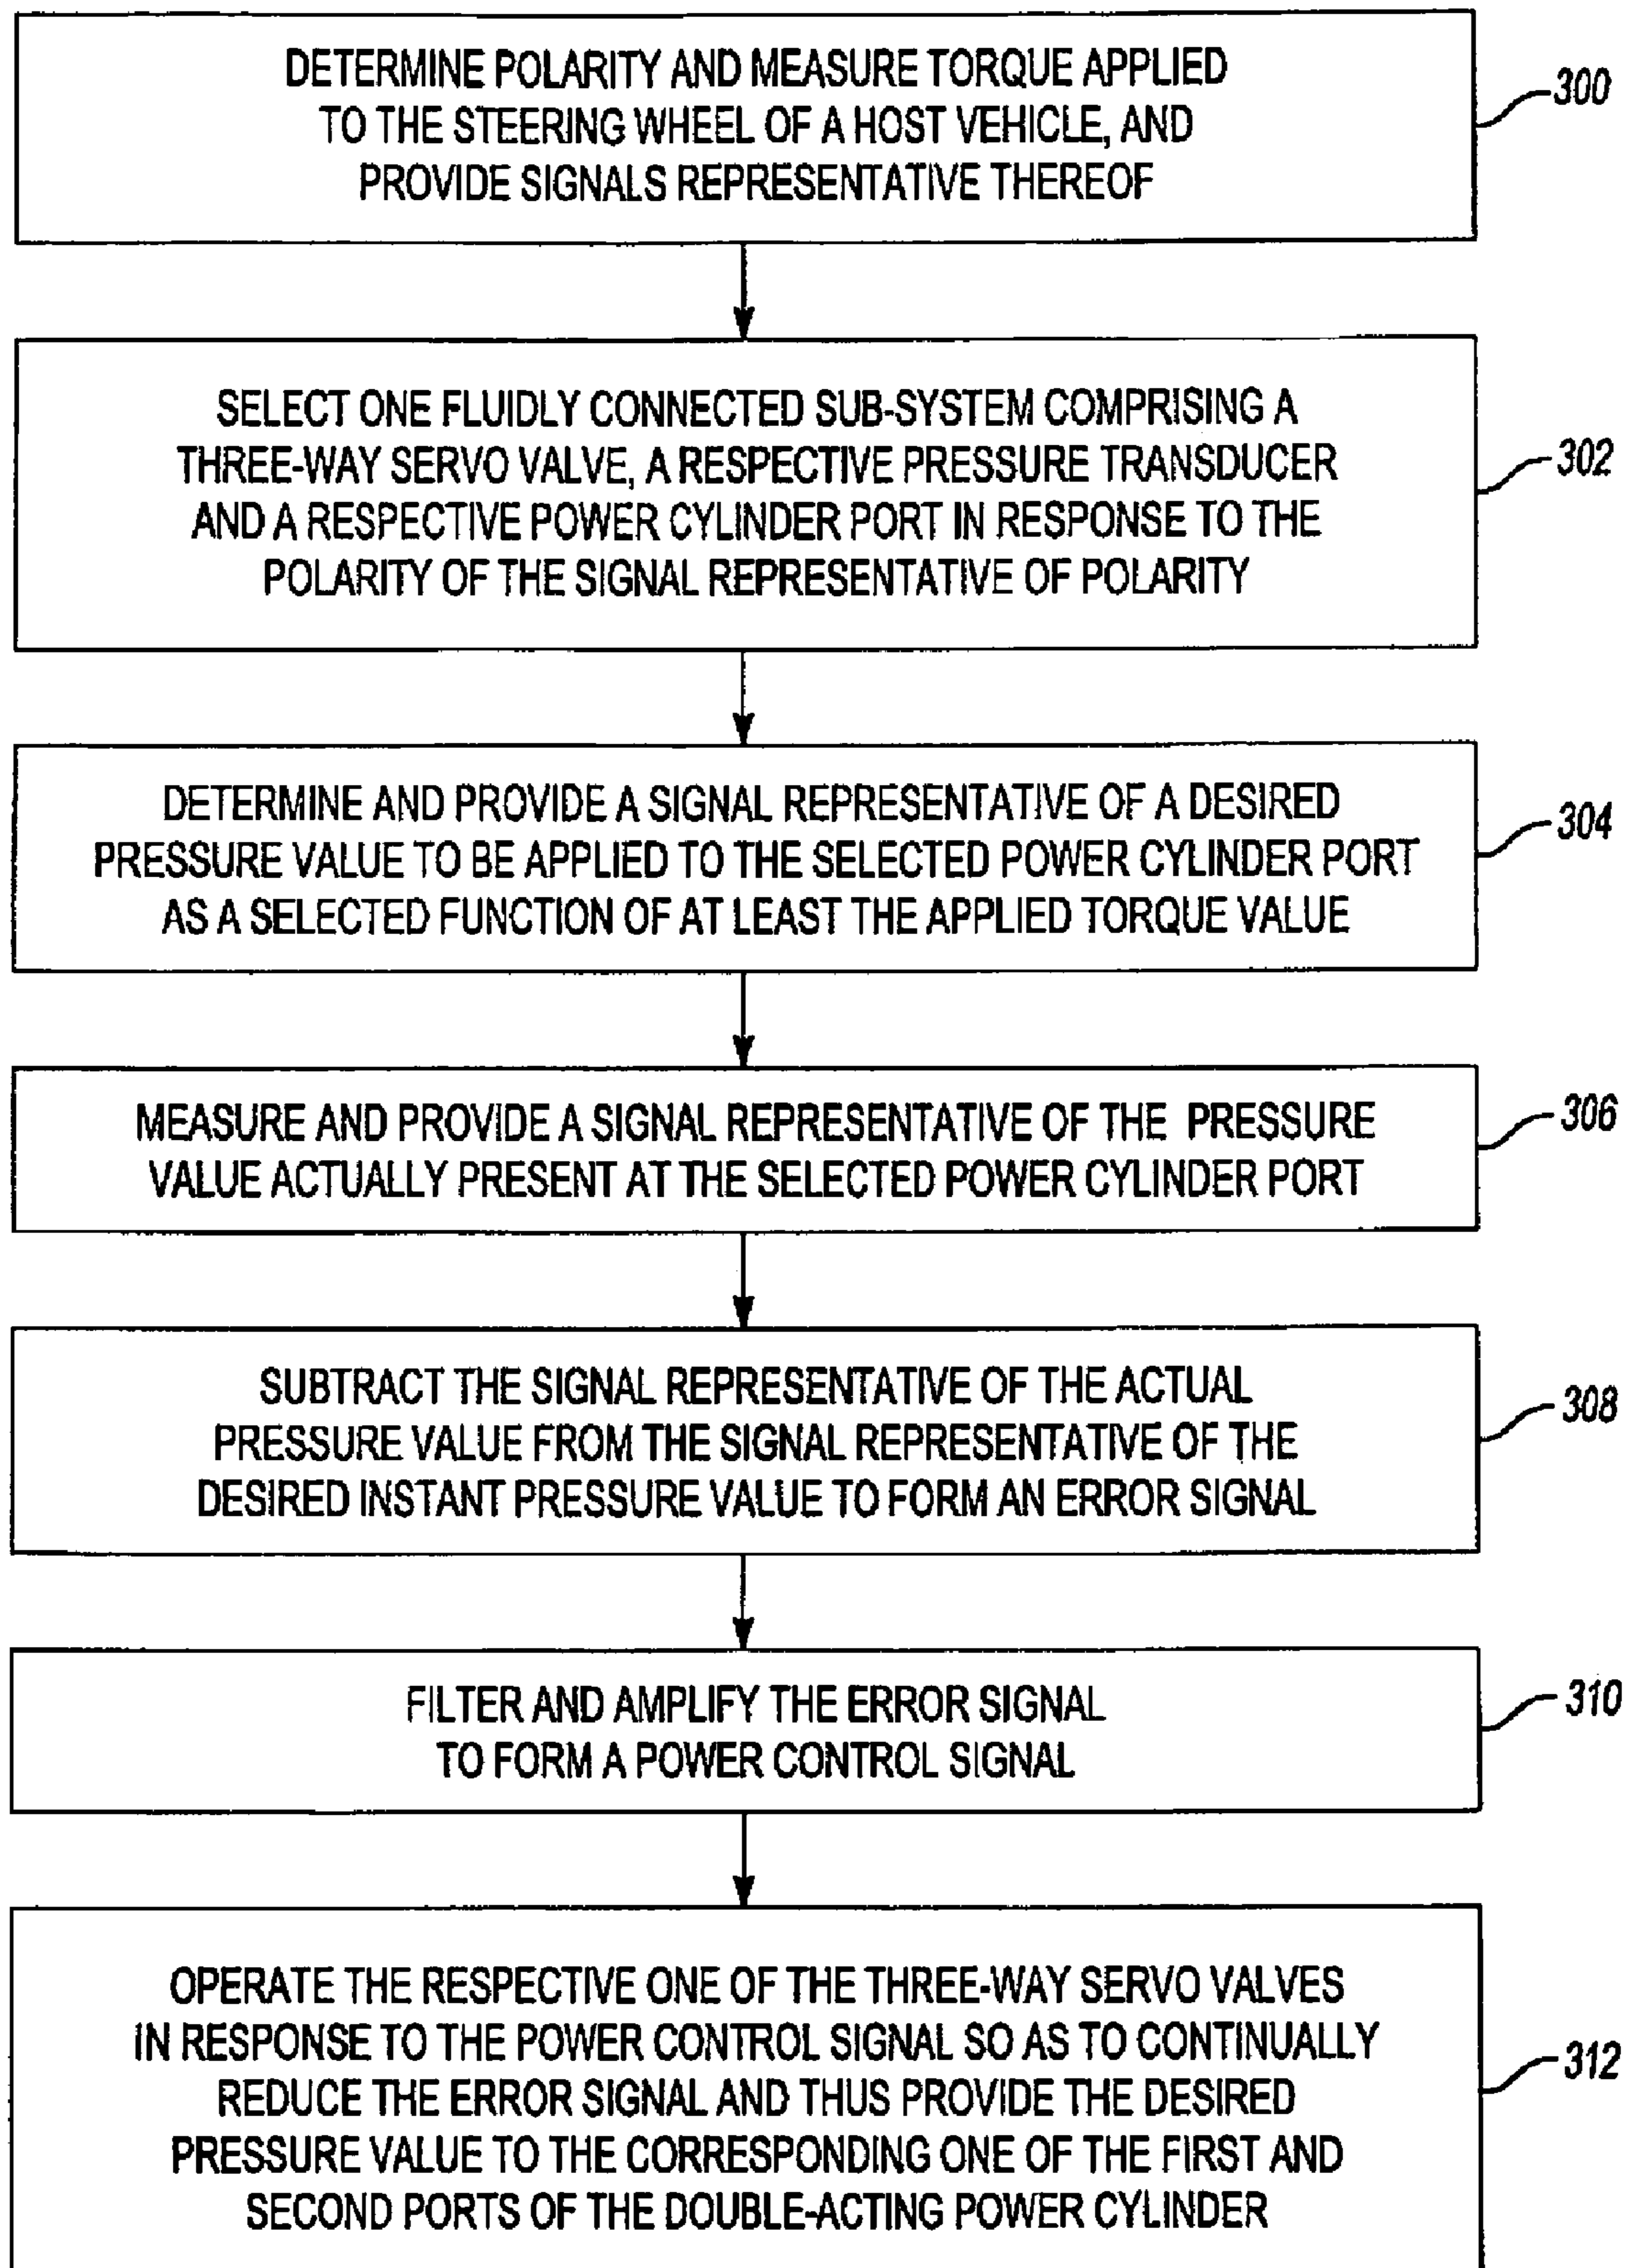 DETERMINE POLARITY AND MEASURE TORQUE APPLIED
TO THE STEERING WHEEL OF A HOST VEHICLE, AND
PROVIDE SIGNALS REPRESENTATIVE THEREOF
300
SELECT ONE FLUIDLY CONNECTED SUB-SYSTEM COMPRISING A
THREE-WAY SERVO VALVE, A RESPECTIVE PRESSURE TRANSDUCER
AND A RESPECTIVE POWER CYLINDER PORT IN RESPONSE TO THE
POLARITY OF THE SIGNAL REPRESENTATIVE OF POLARITY
302
DETERMINE AND PROVIDE A SIGNAL REPRESENTATIVE OF A DESIRED
PRESSURE VALUE TO BE APPLIED TO THE SELECTED POWER CYLINDER PORT
AS A SELECTED FUNCTION OF AT LEAST THE APPLIED TORQUE VALUE
304
MEASURE AND PROVIDE A SIGNAL REPRESENTATIVE OF THE PRESSURE
VALUE ACTUALLY PRESENT AT THE SELECTED POWER CYLINDER PORT
306
SUBTRACT THE SIGNAL REPRESENTATIVE OF THE ACTUAL
PRESSURE VALUE FROM THE SIGNAL REPRESENTATIVE OF THE
DESIRED INSTANT PRESSURE VALUE TO FORM AN ERROR SIGNAL
308
FILTER AND AMPLIFY THE ERROR SIGNAL
TO FORM A POWER CONTROL SIGNAL
310
OPERATE THE RESPECTIVE ONE OF THE THREE-WAY SERVO VALVES
IN RESPONSE TO THE POWER CONTROL SIGNAL SO AS TO CONTINUALLY
REDUCE THE ERROR SIGNAL AND THUS PROVIDE THE DESIRED
PRESSURE VALUE TO THE CORRESPONDING ONE OF THE FIRST AND
SECOND PORTS OF THE DOUBLE-ACTING POWER CYLINDER
312